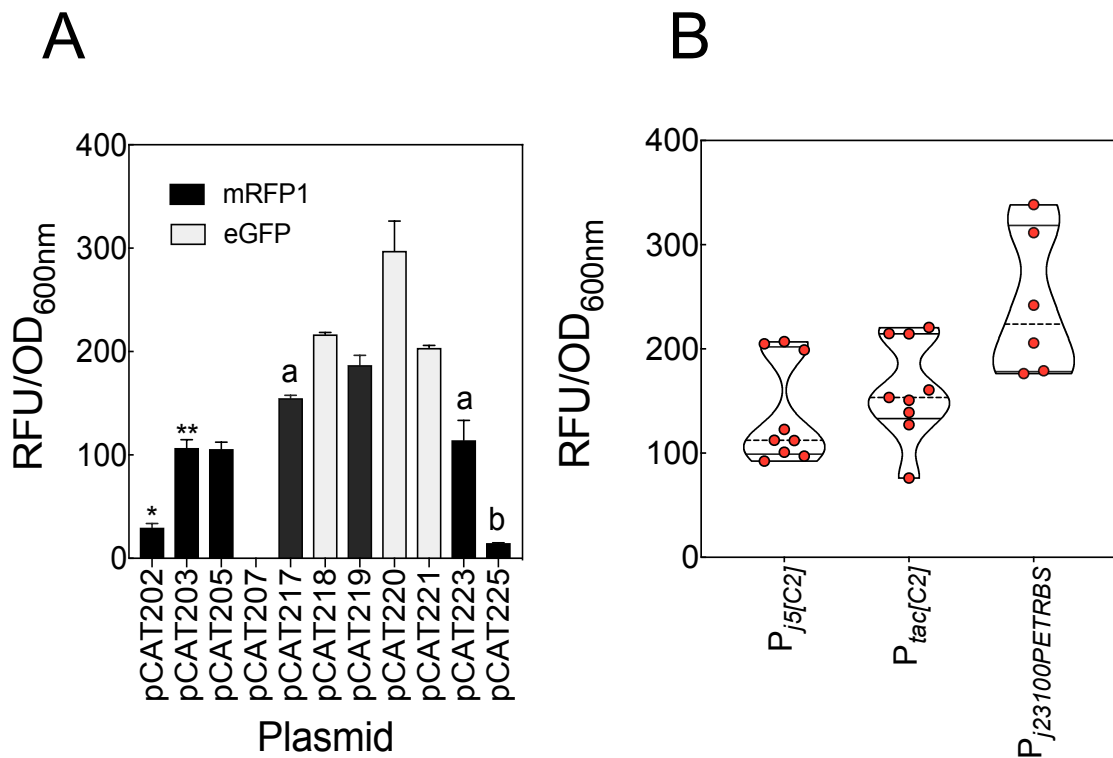 A
RFU/OD600nm
400
300
200
100
0
mRFP1
eGFP
*
**
a
a
b
pCAT202
pCAT203
pCAT205
pCAT207
pCAT217
pCAT218
pCAT219
pCAT220
pCAT221
pCAT223
pCAT225
Plasmid
B
RFU/OD600nm
400
300
200
100
0
Pj5[C2]
Ptac[C2]
Pj23100PETRBS